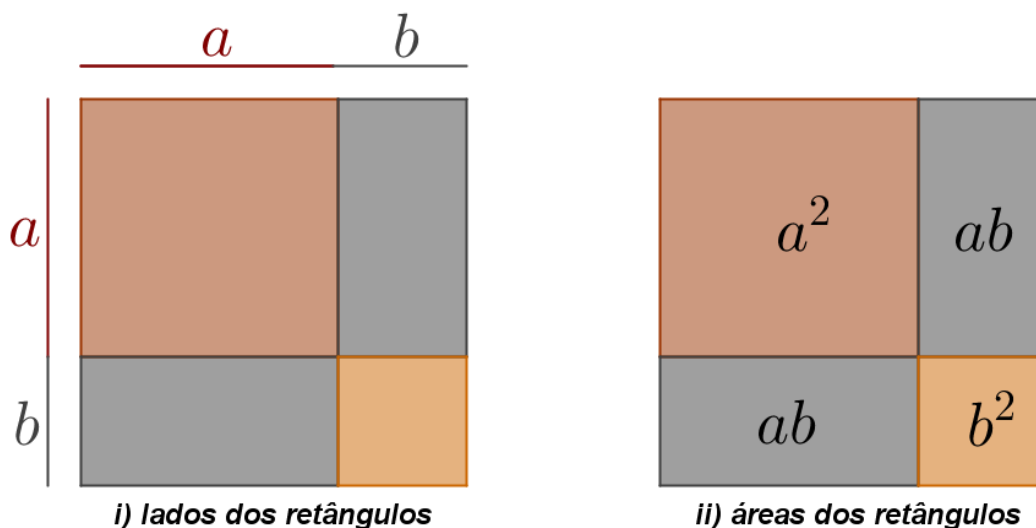 a b
a
b
i) lados dos retângulos
a² ab
ab b²
ii) áreas dos retângulos